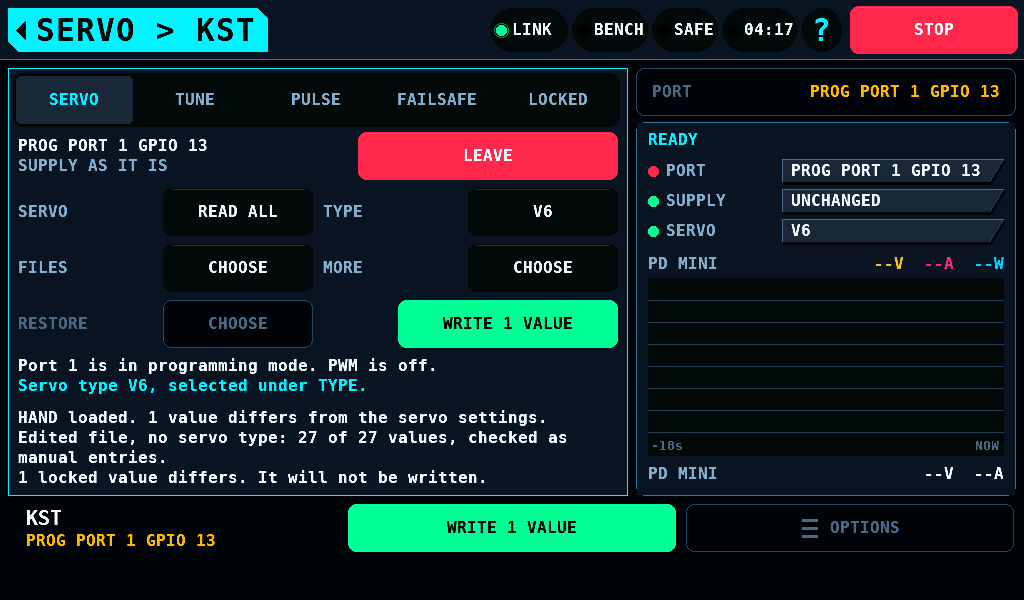 SERVO > KST
LINK
BENCH
SAFE
04:17
?
STOP
SERVO
TUNE
PULSE
FAILSAFE
LOCKED
PROG PORT 1 GPIO 13
SUPPLY AS IT IS
LEAVE
SERVO
READ ALL
TYPE
V6
FILES
CHOOSE
MORE
CHOOSE
RESTORE
CHOOSE
WRITE 1 VALUE
Port 1 is in programming mode. PWM is off.
Servo type V6, selected under TYPE.
HAND loaded. 1 value differs from the servo settings.
Edited file, no servo type: 27 of 27 values, checked as
manual entries.
1 locked value differs. It will not be written.
PORT
PROG PORT 1 GPIO 13
READY
PORT
PROG PORT 1 GPIO 13
SUPPLY
UNCHANGED
SERVO
V6
PD MINI
--V
--A
--W
-18s
NOW
PD MINI
--V
--A
KST
PROG PORT 1 GPIO 13
WRITE 1 VALUE
OPTIONS